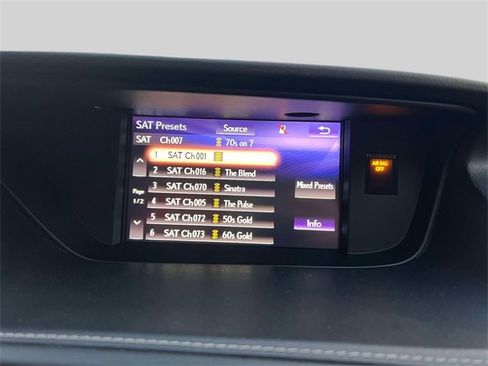 SAT Presets Source
SAT Ch007 70s on 7
1 SAT Ch001
2 SAT Ch016 The Blend
3 SAT Ch070 Sinatra
Page
1/2
4 SAT Ch005 The Pulse
5 SAT Ch072 50s Gold
6 SAT Ch073 60s Gold
Mixed Presets
Info
PASSENGER
AIR BAG
OFF